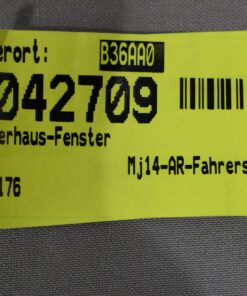 erort: B36AA0
042709
erhaus-Fenster
Mj14-AR-Fahrers
176